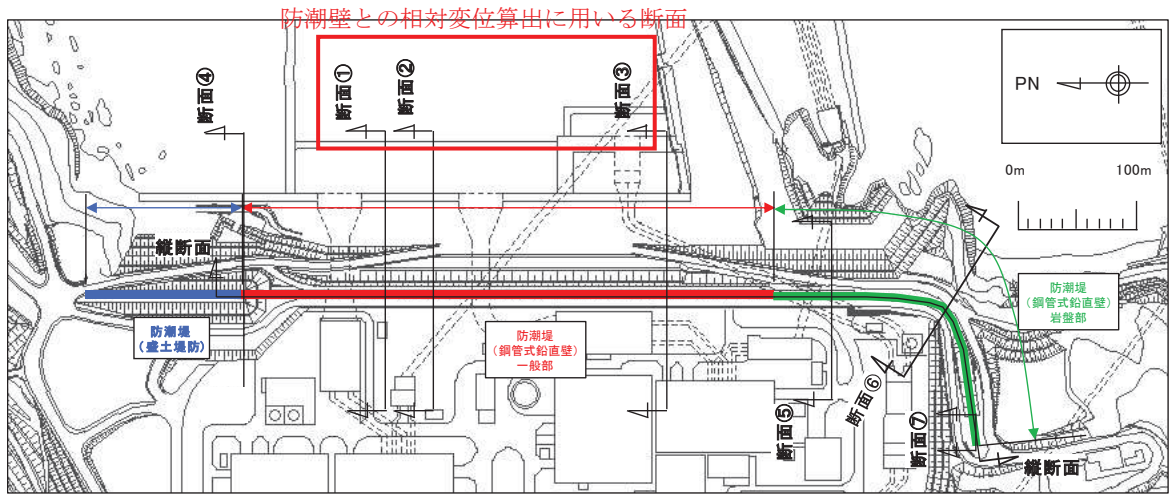 防潮壁との相対変位算出に用いる断面
断面④
断面①
断面②
断面③
PN
0m
100m
縦断面
防潮堤
(盛土堤防)
防潮堤
(鋼管式鉛直壁)
一般部
防潮堤
(鋼管式鉛直壁)
岩盤部
断面⑤
断面⑥
断面⑦
縦断面